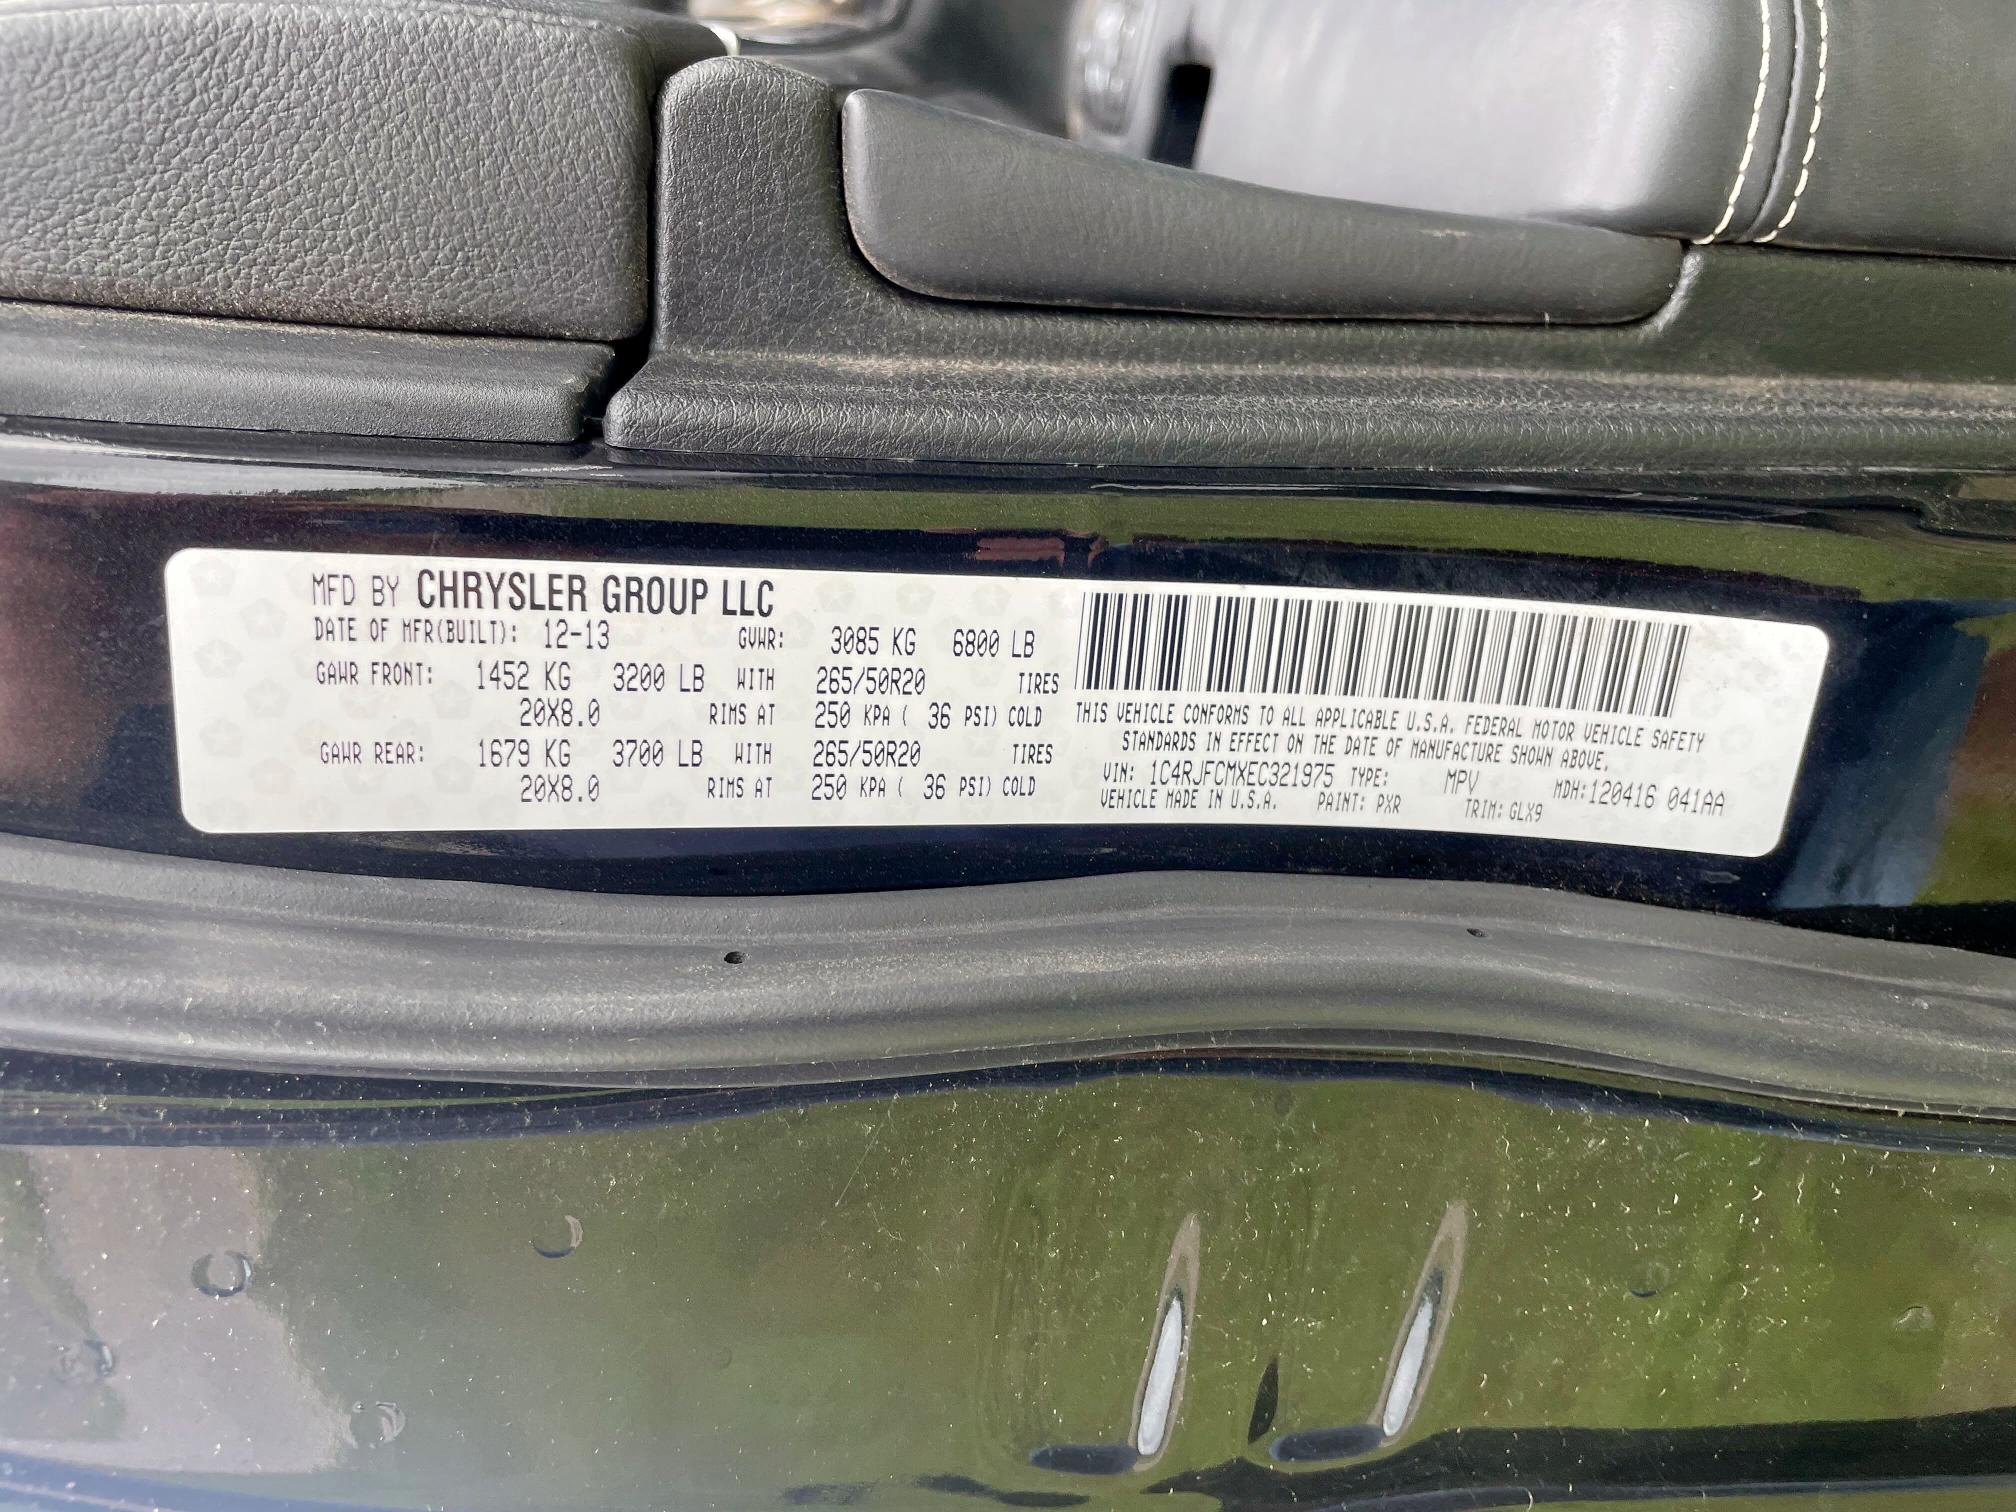 MFD BY CHRYSLER GROUP LLC
DATE OF MFR(BUILT): 12-13 GVWR: 3085 KG 6800 LB
GAWR FRONT: 1452 KG 3200 LB WITH 265/50R20 TIRES
20X8.0 RIMS AT 250 KPA ( 36 PSI) COLD
GAWR REAR: 1679 KG 3700 LB WITH 265/50R20 TIRES
20X8.0 RIMS AT 250 KPA ( 36 PSI) COLD
THIS VEHICLE CONFORMS TO ALL APPLICABLE U.S.A. FEDERAL MOTOR VEHICLE SAFETY
STANDARDS IN EFFECT ON THE DATE OF MANUFACTURE SHOWN ABOVE.
VIN: 1C4RJFCMXEC321975 TYPE: MPV MDH:120416 041AA
VEHICLE MADE IN U.S.A. PAINT: PXR TRIM: GLX9